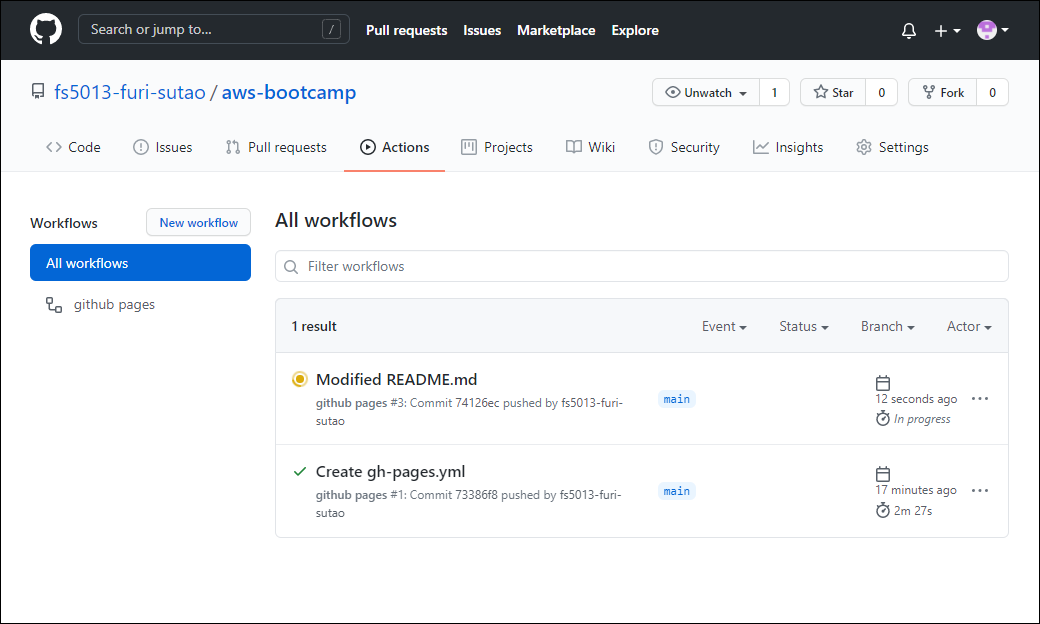 Search or jump to... /
Pull requests Issues Marketplace Explore
fs5013-furi-sutao / aws-bootcamp
Unwatch 1 Star 0 Fork 0
Code Issues Pull requests Actions Projects Wiki Security Insights Settings
Workflows New workflow
All workflows
github pages
All workflows
Filter workflows
1 result Event Status Branch Actor
Modified README.md
github pages #3: Commit 74126ec pushed by fs5013-furi-
sutao
main
12 seconds ago
In progress
Create gh-pages.yml
github pages #1: Commit 73386f8 pushed by fs5013-furi-
sutao
main
17 minutes ago
2m 27s